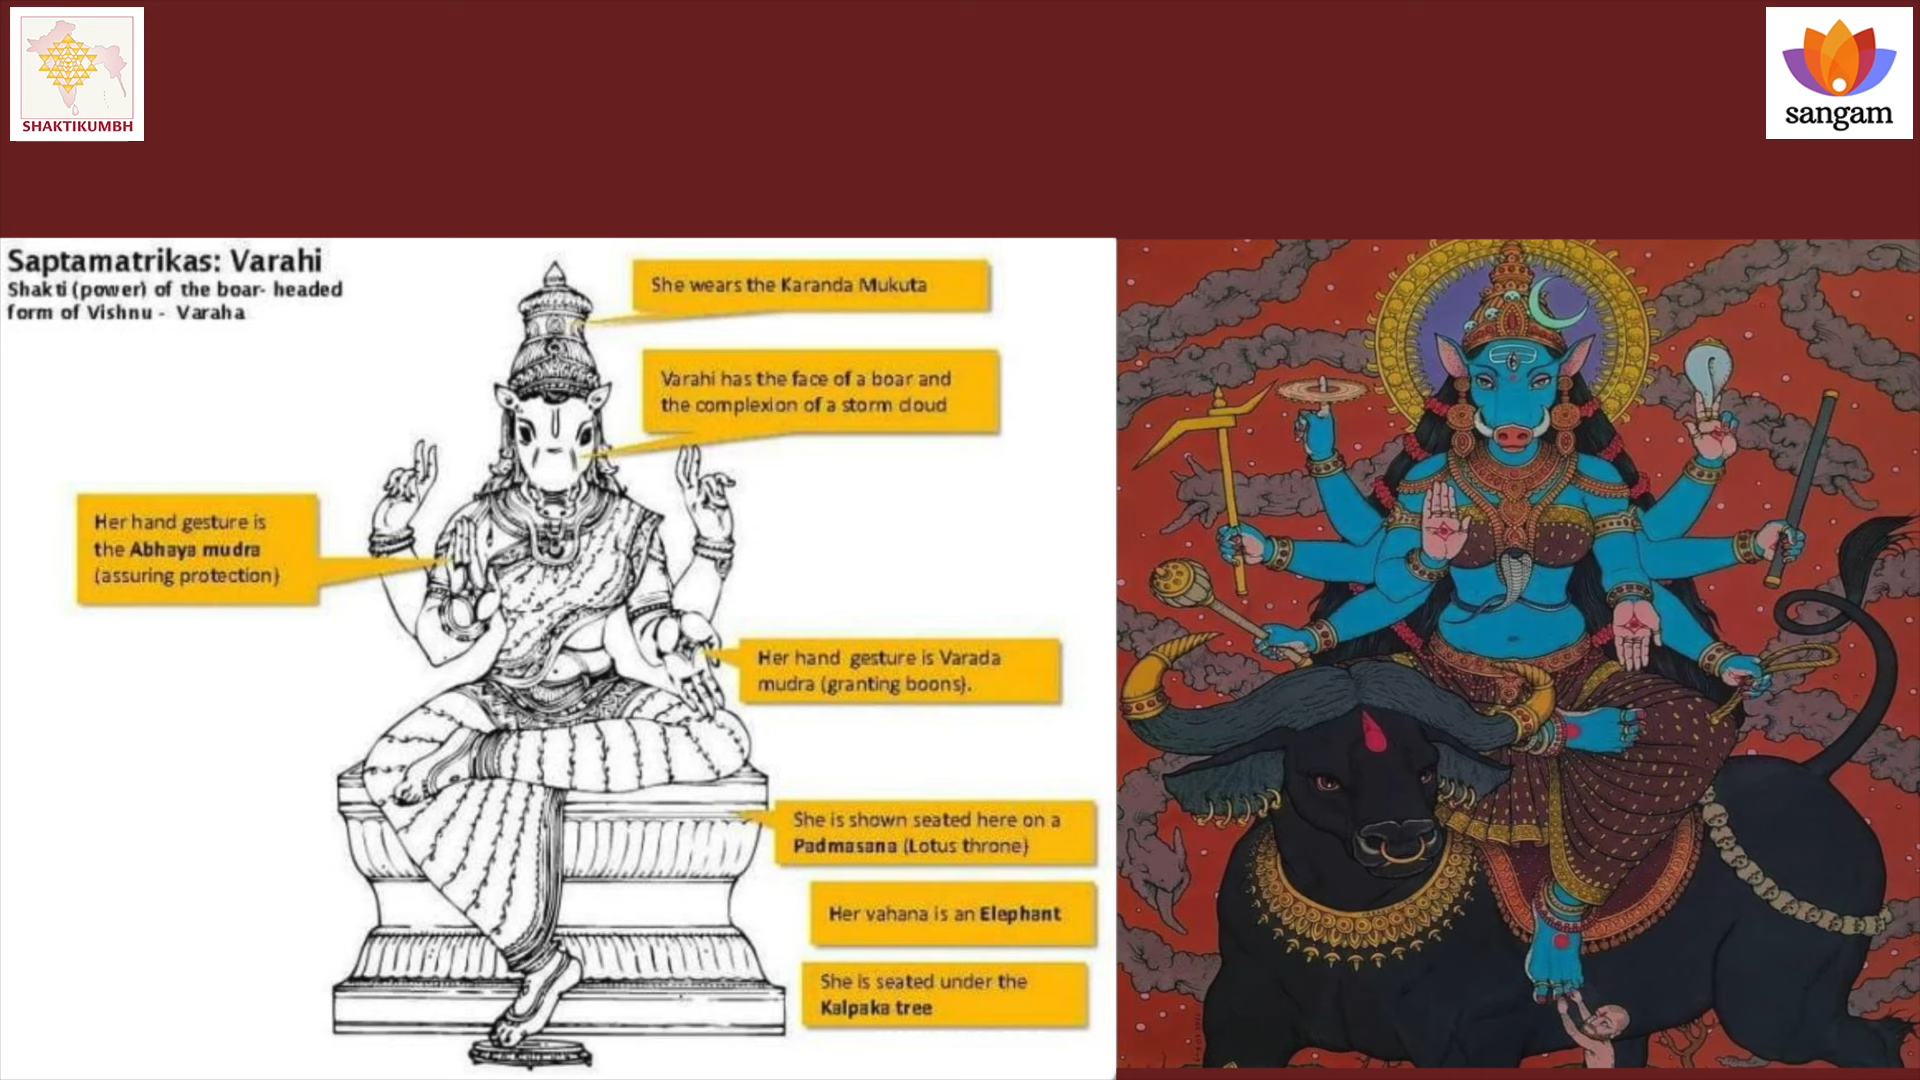 SHAKTIKUMBH
sangam
Saptamatrikas: Varahi
Shakti (power) of the boar- headed
form of Vishnu - Varaha
She wears the Karanda Mukuta
Varahi has the face of a boar and
the complexion of a storm cloud
Her hand gesture is
the Abhaya mudra
(assuring protection)
Her hand gesture is Varada
mudra (granting boons).
She is shown seated here on a
Padmasana (Lotus throne)
Her vahana is an Elephant
She is seated under the
Kalpaka tree